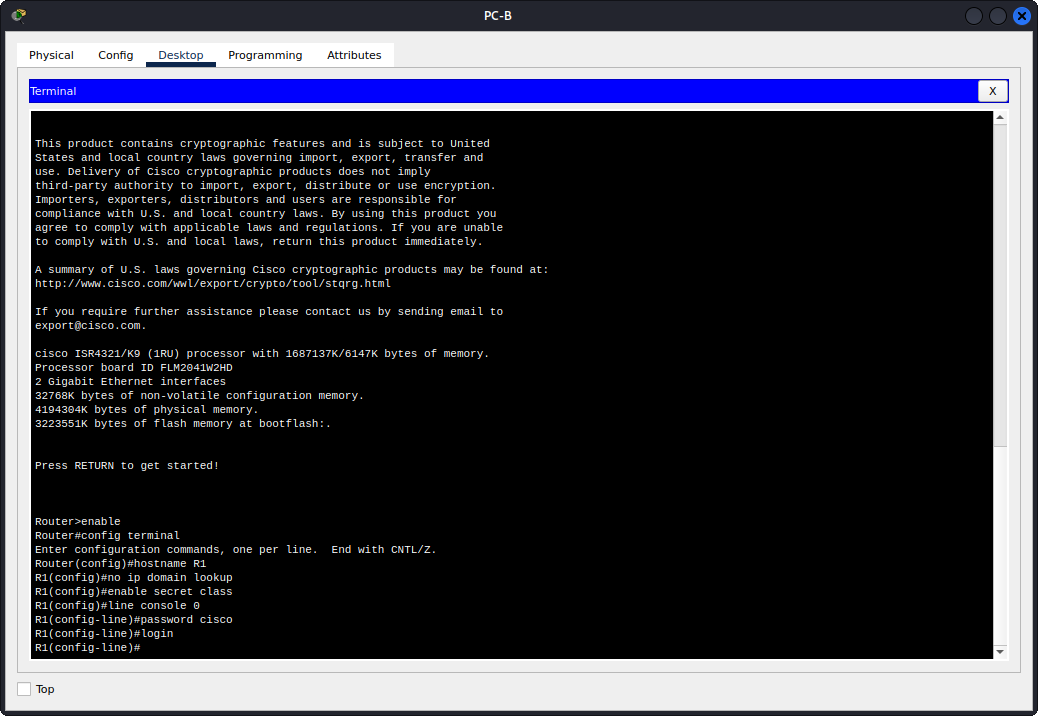 PC-B
Physical Config Desktop Programming Attributes
Terminal X
This product contains cryptographic features and is subject to United
States and local country laws governing import, export, transfer and
use. Delivery of Cisco cryptographic products does not imply
third-party authority to import, export, distribute or use encryption.
Importers, exporters, distributors and users are responsible for
compliance with U.S. and local country laws. By using this product you
agree to comply with applicable laws and regulations. If you are unable
to comply with U.S. and local laws, return this product immediately.
A summary of U.S. laws governing Cisco cryptographic products may be found at:
http://www.cisco.com/wwl/export/crypto/tool/stqrg.html
If you require further assistance please contact us by sending email to
export@cisco.com.
cisco ISR4321/K9 (1RU) processor with 1687137K/6147K bytes of memory.
Processor board ID FLM2041W2HD
2 Gigabit Ethernet interfaces
32768K bytes of non-volatile configuration memory.
4194304K bytes of physical memory.
3223551K bytes of flash memory at bootflash:.
Press RETURN to get started!
Router>enable
Router#config terminal
Enter configuration commands, one per line.  End with CNTL/Z.
Router(config)#hostname R1
R1(config)#no ip domain lookup
R1(config)#enable secret class
R1(config)#line console 0
R1(config-line)#password cisco
R1(config-line)#login
R1(config-line)#
Top